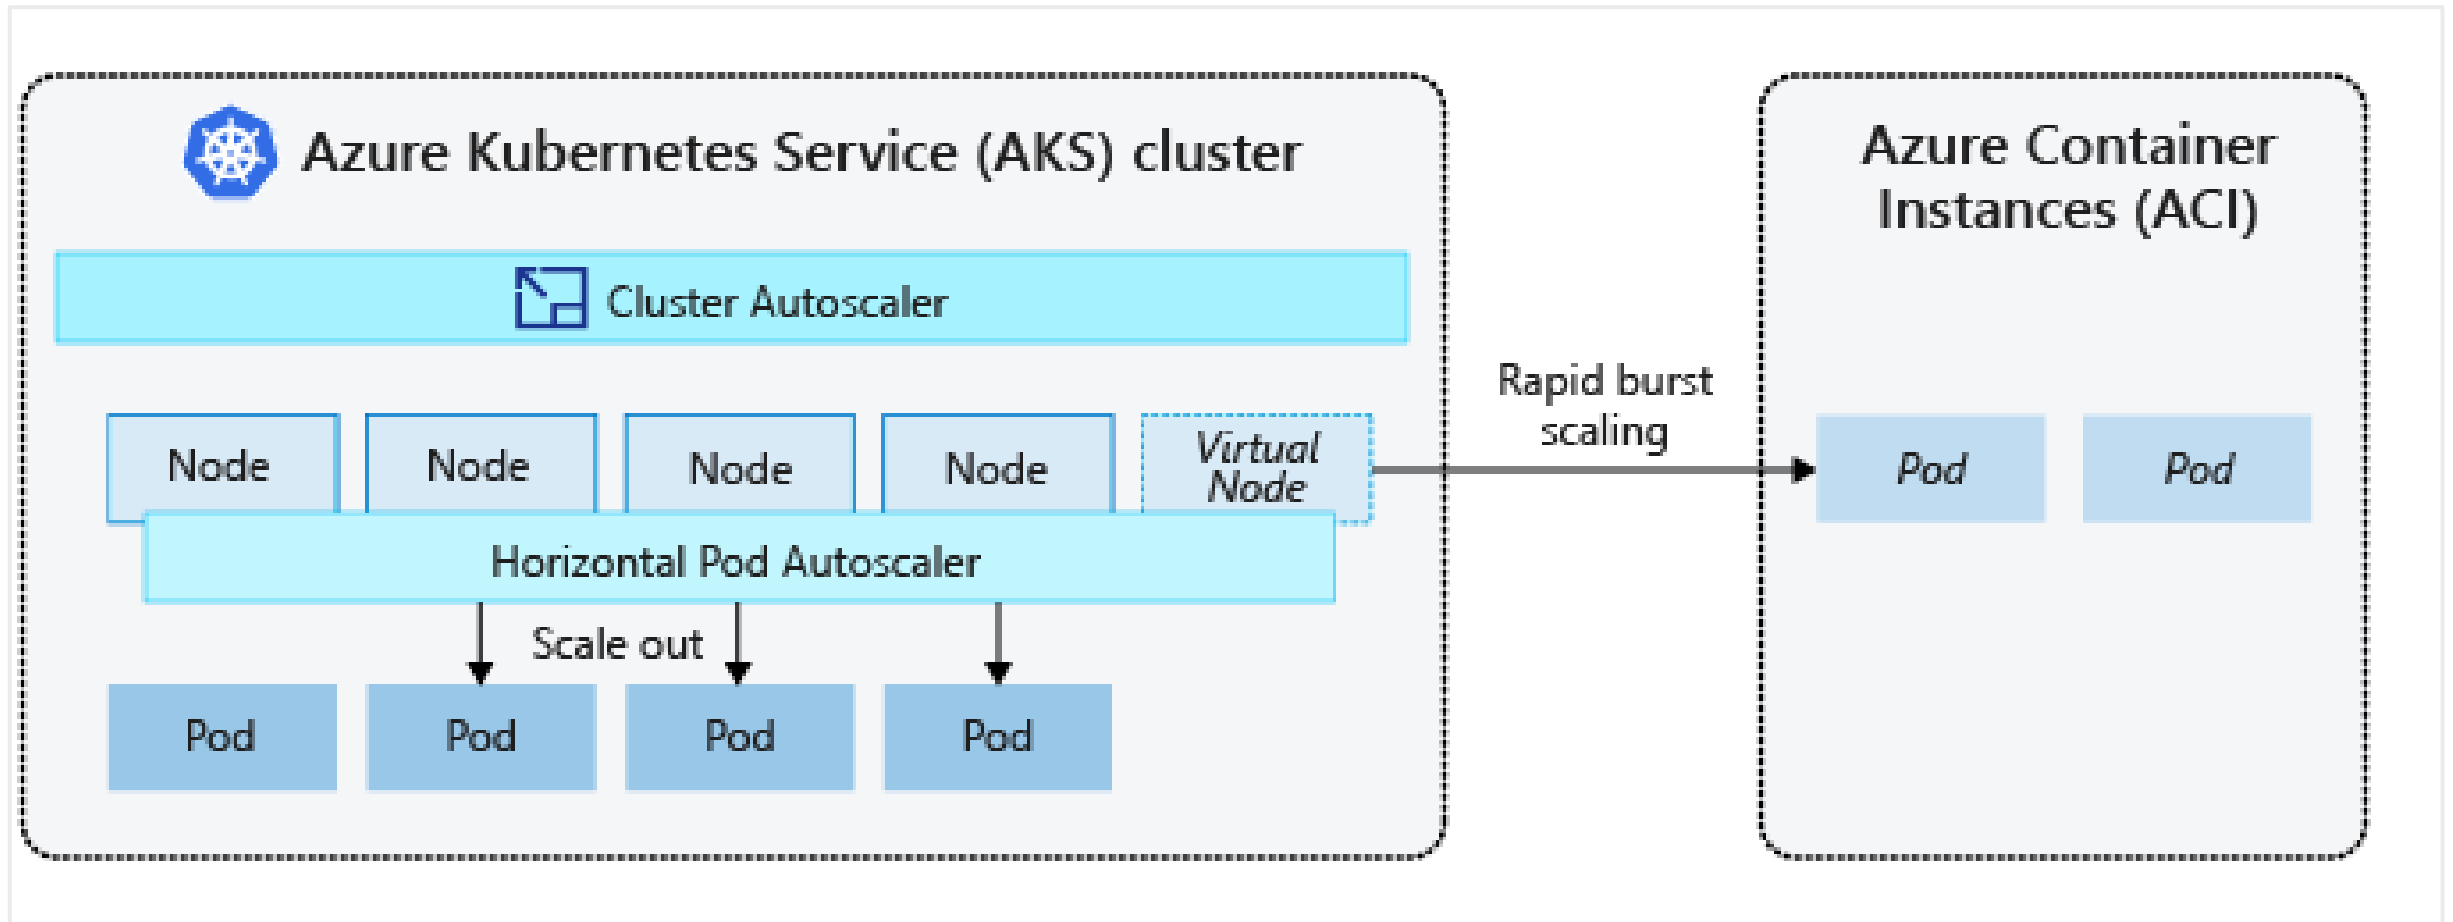 Azure Kubernetes Service (AKS) cluster
Cluster Autoscaler
Node
Node
Node
Node
Virtual
Node
Horizontal Pod Autoscaler
Scale out
Pod
Pod
Pod
Pod
Rapid burst
scaling
Azure Container
Instances (ACI)
Pod
Pod